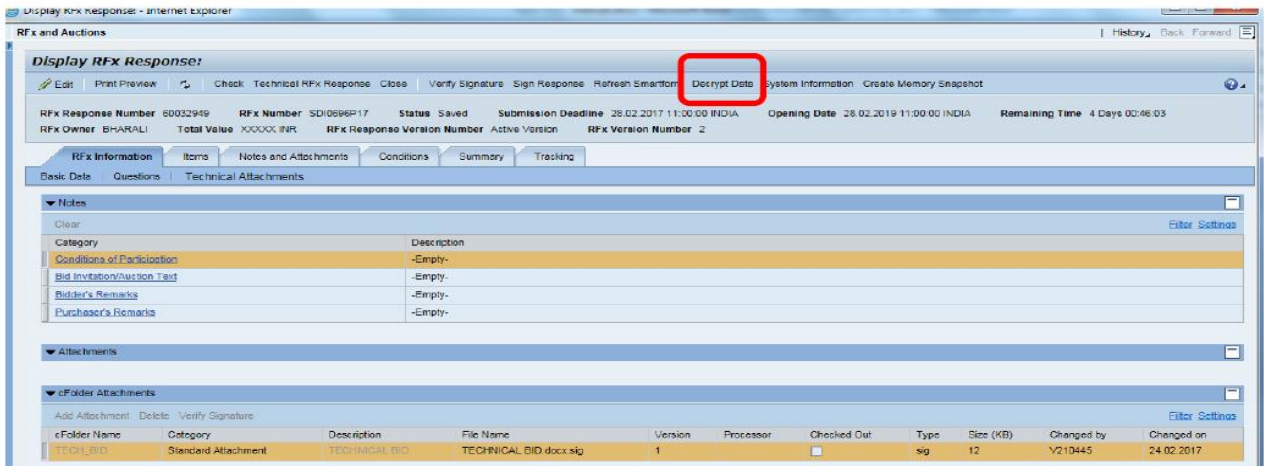 Display RFx Response: - Internet Explorer
RFx and Auctions | History Back Forward
Display RFx Response:
Edit Print Preview Check Technical RFx Response Close Verify Signature Sign Response Refresh Smartform Decrypt Data System Information Create Memory Snapshot
RFx Response Number 60032949 RFx Number SDI0696P17 Status Saved Submission Deadline 28.02.2017 11:00:00 INDIA Opening Date 28.02.2019 11:00:00 INDIA Remaining Time 4 Days 00:46:03
RFx Owner BHARALI Total Value XXXXX INR RFx Response Version Number Active Version RFx Version Number 2
RFx Information Items Notes and Attachments Conditions Summary Tracking
Basic Data Questions Technical Attachments
Notes
Clear Filter Settings
Category Description
Conditions of Participation -Empty-
Bid Invitation/Auction Text -Empty-
Bidder's Remarks -Empty-
Purchaser's Remarks -Empty-
Attachments
cFolder Attachments
Add Attachment Delete Verify Signature Filter Settings
cFolder Name Category Description File Name Version Processor Checked Out Type Size (KB) Changed by Changed on
TECH_BID Standard Attachment TECHNICAL BID TECHNICAL BID.docx.sig 1 sig 12 V210445 24.02.2017